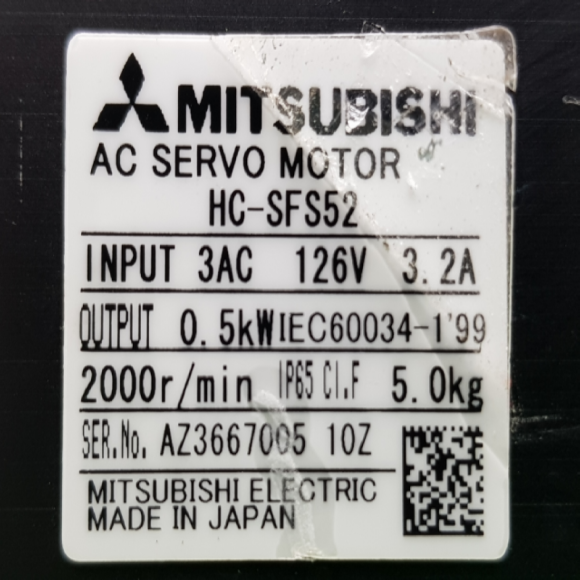 MITSUBISHI
AC SERVO MOTOR
HC-SFS52
INPUT 3AC 126V 3.2A
OUTPUT 0.5kW IEC60034-1'99
2000r/min IP65 Cl.F 5.0kg
SER.No. AZ3667005 10Z
MITSUBISHI ELECTRIC
MADE IN JAPAN